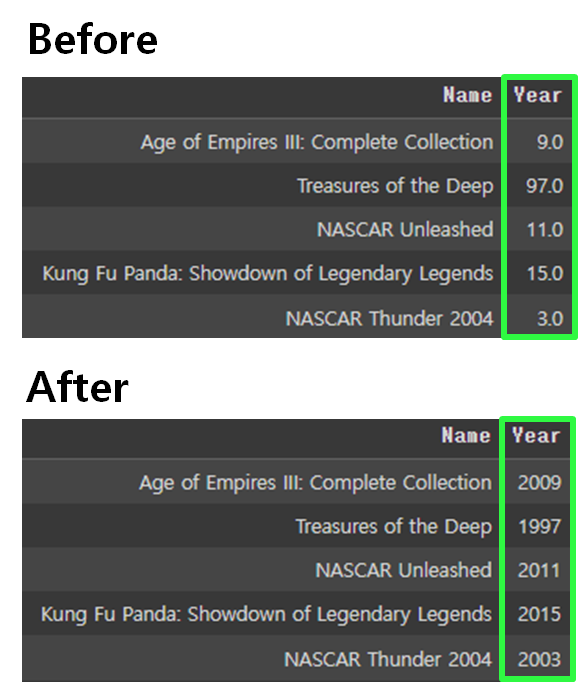 Before
Name Year
Age of Empires III: Complete Collection 9.0
Treasures of the Deep 97.0
NASCAR Unleashed 11.0
Kung Fu Panda: Showdown of Legendary Legends 15.0
NASCAR Thunder 2004 3.0
After
Name Year
Age of Empires III: Complete Collection 2009
Treasures of the Deep 1997
NASCAR Unleashed 2011
Kung Fu Panda: Showdown of Legendary Legends 2015
NASCAR Thunder 2004 2003